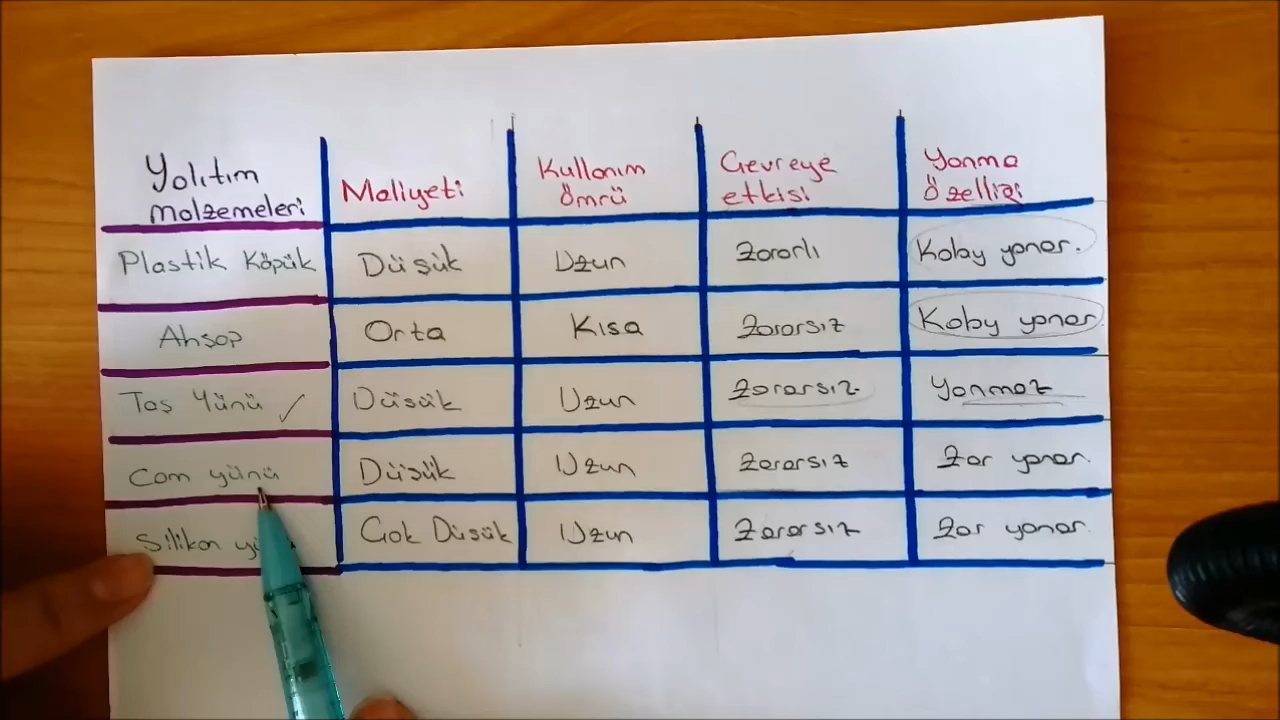 Yalıtım malzemeleri | Maliyeti | Kullanım Ömrü | Çevreye etkisi | Yanma özelliği
Plastik Köpük | Düşük | Uzun | Zararlı | Kolay yanar.
Ahşap | Orta | Kısa | Zararsız | Kolay yanar
Taş Yünü ✓ | Düşük | Uzun | Zararsız. | Yanmaz
Cam yünü | Düşük | Uzun | Zararsız | Zor yanar.
Silikon | Çok Düşük | Uzun | Zararsız | Zor yanar.